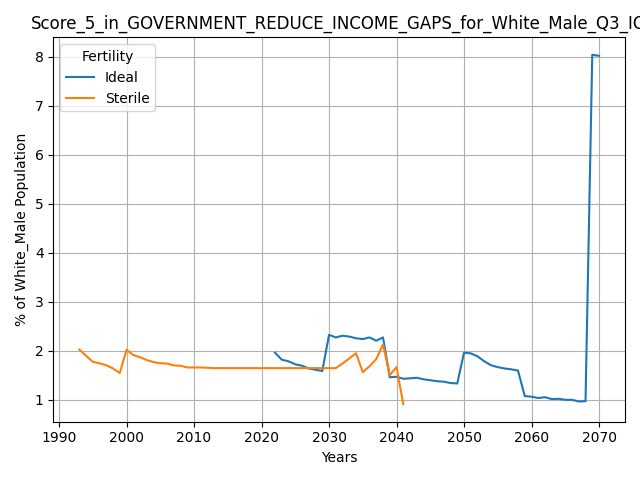 Score_5_in_GOVERNMENT_REDUCE_INCOME_GAPS_for_White_Male_Q3_IQ
Fertility
Ideal
Sterile
% of White_Male Population
8
7
6
5
4
3
2
1
1990 2000 2010 2020 2030 2040 2050 2060 2070
Years